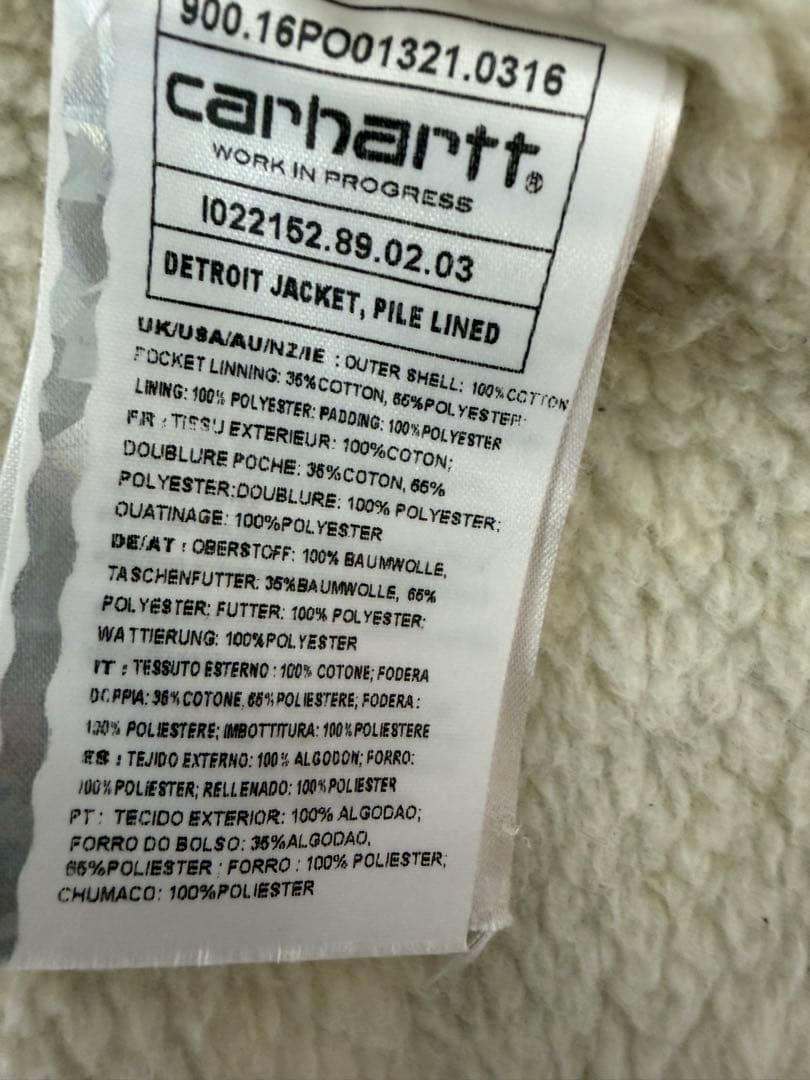 900.16PO01321.0316
carhartt®
WORK IN PROGRESS
I022152.89.02.03
DETROIT JACKET, PILE LINED
UK/USA/AU/NZ/IE : OUTER SHELL: 100%COTTON
POCKET LINNING: 35%COTTON, 65%POLYESTER:
LINING: 100% POLYESTER: PADDING: 100%POLYESTER
FR : TISSU EXTERIEUR: 100%COTON;
DOUBLURE POCHE: 35%COTON, 65%
POLYESTER:DOUBLURE: 100% POLYESTER;
OUATINAGE: 100%POLYESTER
DE/AT : OBERSTOFF: 100% BAUMWOLLE,
TASCHENFUTTER: 35%BAUMWOLLE, 65%
POLYESTER: FUTTER: 100% POLYESTER:
WATTIERUNG: 100%POLYESTER
IT : TESSUTO ESTERNO : 100% COTONE; FODERA
DOPPIA: 35%COTONE, 65%POLIESTERE; FODERA :
100% POLIESTERE; IMBOTTITURA: 100%POLIESTERE
ES : TEJIDO EXTERNO: 100% ALGODON; FORRO:
100%POLIESTER; RELLENADO: 100%POLIESTER
PT: TECIDO EXTERIOR: 100% ALGODAO;
FORRO DO BOLSO: 35%ALGODAO,
65%POLIESTER : FORRO : 100% POLIESTER;
CHUMACO: 100%POLIESTER